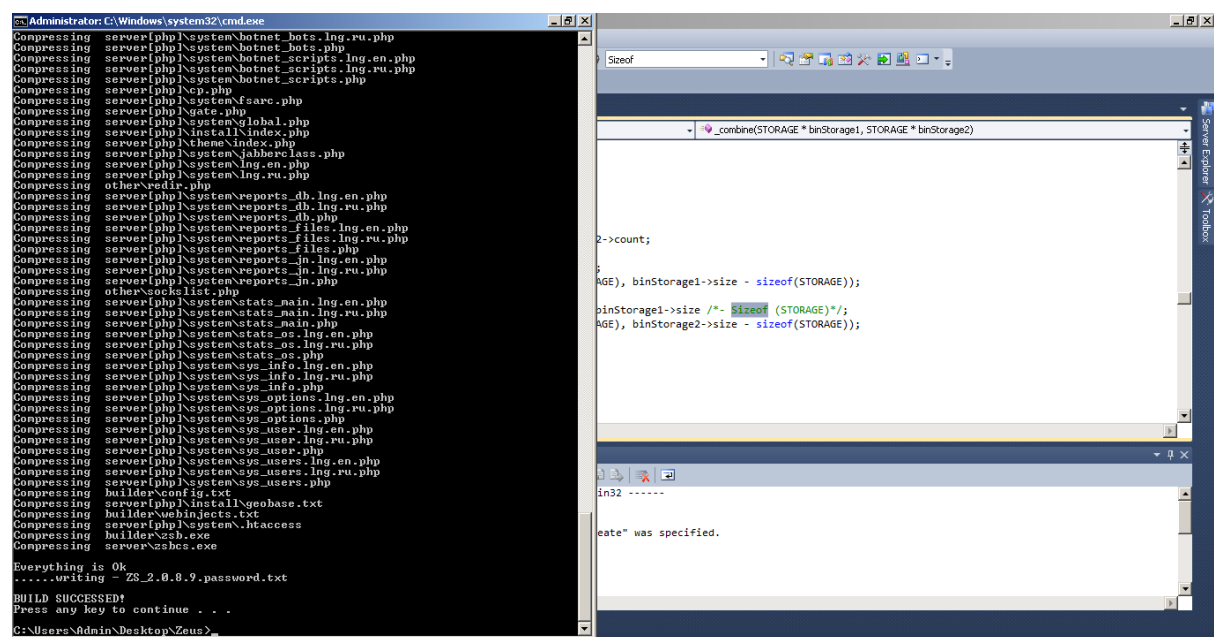 Administrator: C:\Windows\system32\cmd.exe
Compressing server[php]\system\botnet_bots.lng.ru.php
Compressing server[php]\system\botnet_bots.php
Compressing server[php]\system\botnet_scripts.lng.en.php
Compressing server[php]\system\botnet_scripts.lng.ru.php
Compressing server[php]\system\botnet_scripts.php
Compressing server[php]\cp.php
Compressing server[php]\system\fsarc.php
Compressing server[php]\gate.php
Compressing server[php]\system\global.php
Compressing server[php]\install\index.php
Compressing server[php]\theme\index.php
Compressing server[php]\system\jabberclass.php
Compressing server[php]\system\lng.en.php
Compressing server[php]\system\lng.ru.php
Compressing other\redir.php
Compressing server[php]\system\reports_db.lng.en.php
Compressing server[php]\system\reports_db.lng.ru.php
Compressing server[php]\system\reports_db.php
Compressing server[php]\system\reports_files.lng.en.php
Compressing server[php]\system\reports_files.lng.ru.php
Compressing server[php]\system\reports_files.php
Compressing server[php]\system\reports_jn.lng.en.php
Compressing server[php]\system\reports_jn.lng.ru.php
Compressing server[php]\system\reports_jn.php
Compressing other\sockslist.php
Compressing server[php]\system\stats_main.lng.en.php
Compressing server[php]\system\stats_main.lng.ru.php
Compressing server[php]\system\stats_main.php
Compressing server[php]\system\stats_os.lng.en.php
Compressing server[php]\system\stats_os.lng.ru.php
Compressing server[php]\system\stats_os.php
Compressing server[php]\system\sys_info.lng.en.php
Compressing server[php]\system\sys_info.lng.ru.php
Compressing server[php]\system\sys_info.php
Compressing server[php]\system\sys_options.lng.en.php
Compressing server[php]\system\sys_options.lng.ru.php
Compressing server[php]\system\sys_options.php
Compressing server[php]\system\sys_user.lng.en.php
Compressing server[php]\system\sys_user.lng.ru.php
Compressing server[php]\system\sys_user.php
Compressing server[php]\system\sys_users.lng.en.php
Compressing server[php]\system\sys_users.lng.ru.php
Compressing server[php]\system\sys_users.php
Compressing builder\config.txt
Compressing server[php]\install\geobase.txt
Compressing builder\webinjects.txt
Compressing server[php]\system\.htaccess
Compressing builder\zsb.exe
Compressing server\zsbcs.exe
Everything is Ok
......writing - ZS_2.0.8.9.password.txt
BUILD SUCCESSED!
Press any key to continue . . .
C:\Users\Admin\Desktop\Zeus>_
Sizeof
_combine(STORAGE * binStorage1, STORAGE * binStorage2)
2->count;
;
AGE), binStorage1->size - sizeof(STORAGE));
binStorage1->size /*- Sizeof (STORAGE)*/;
AGE), binStorage2->size - sizeof(STORAGE));
in32 ------
eate" was specified.
Server Explorer
Toolbox